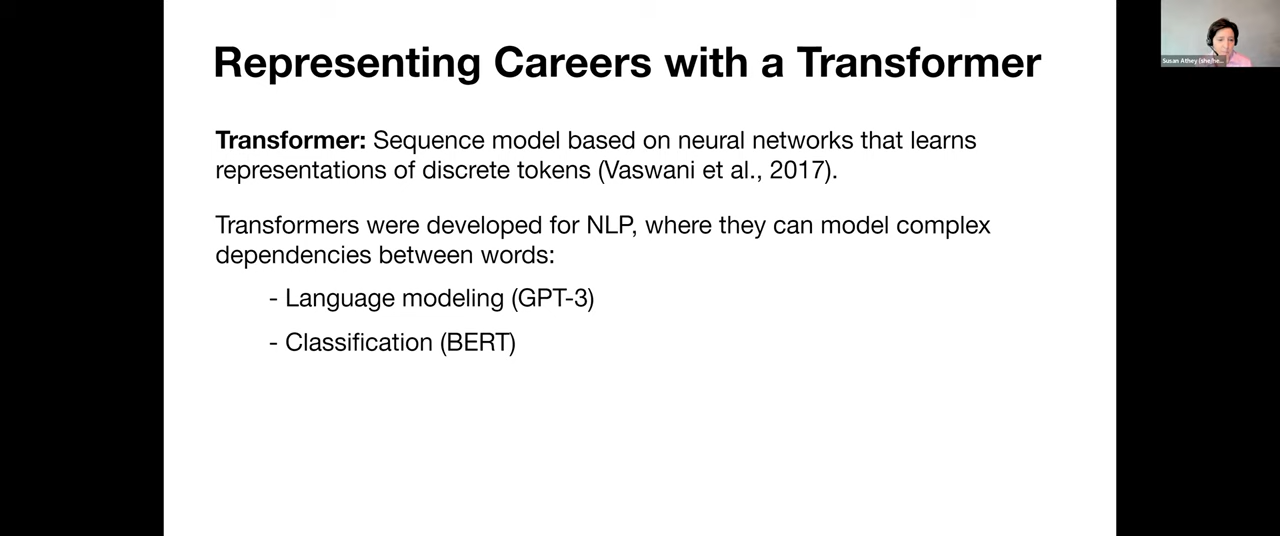 Representing Careers with a Transformer
Transformer: Sequence model based on neural networks that learns
representations of discrete tokens (Vaswani et al., 2017).
Transformers were developed for NLP, where they can model complex
dependencies between words:
- Language modeling (GPT-3)
- Classification (BERT)
Susan Athey (she/he...